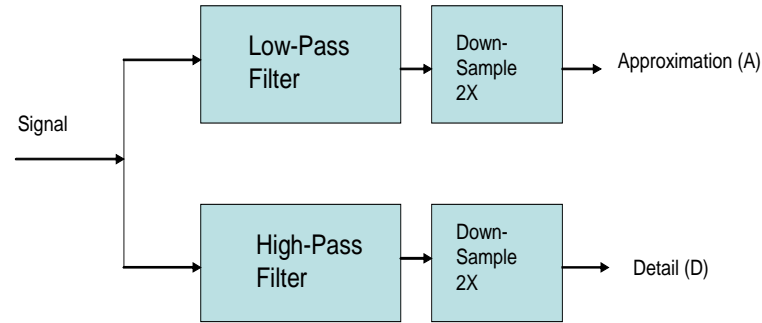 Low-Pass
Filter
Down-
Sample
2X
Approximation (A)
Signal
High-Pass
Filter
Down-
Sample
2X
Detail (D)